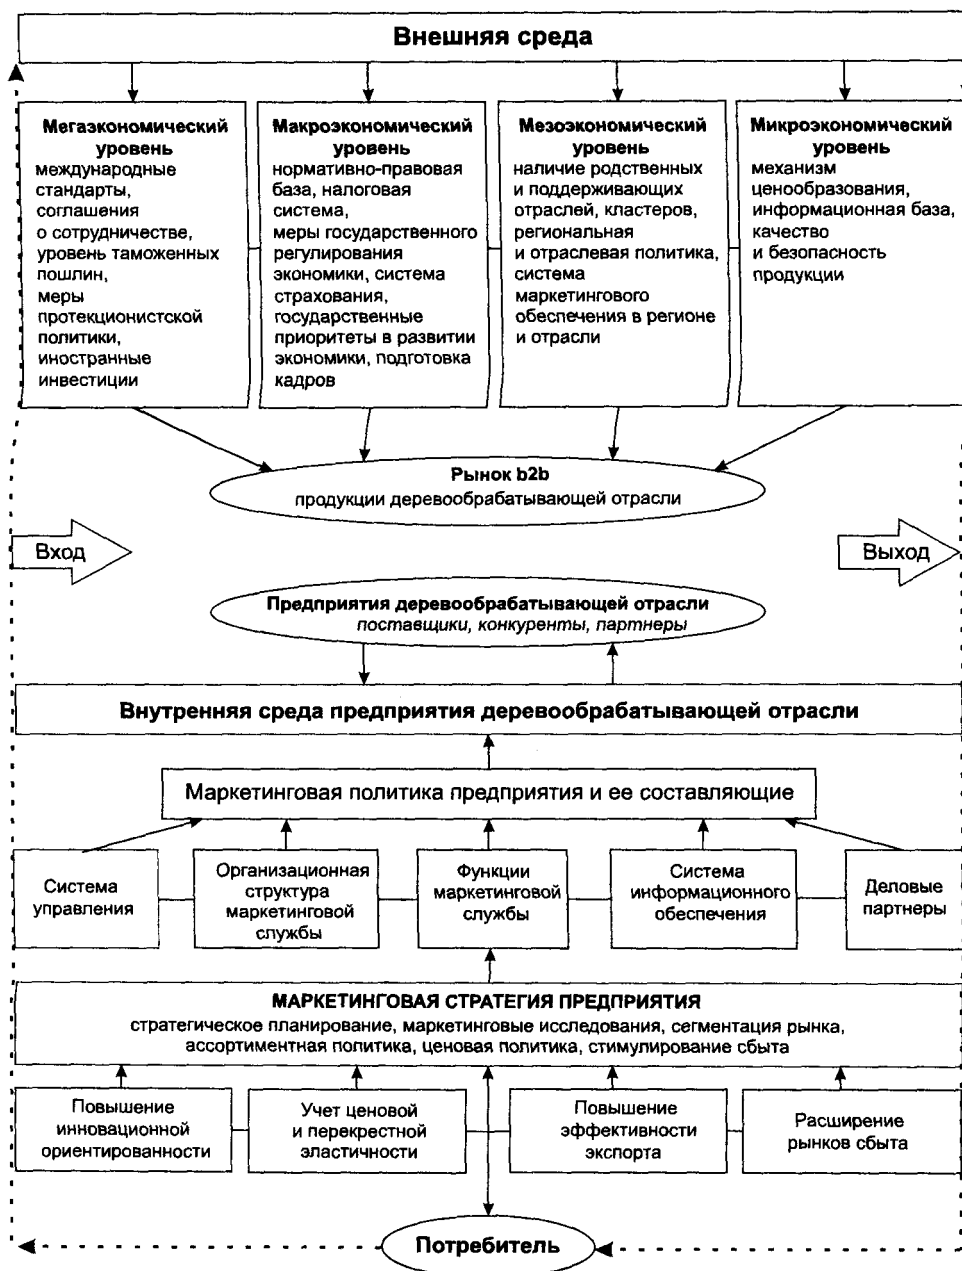 Внешняя среда
Мегаэкономический
уровень
международные
стандарты,
соглашения
о сотрудничестве,
уровень таможенных
пошлин,
меры
протекционистской
политики,
иностранные
инвестиции
Макроэкономический
уровень
нормативно-правовая
база, налоговая
система,
меры государственного
регулирования
экономики, система
страхования,
государственные
приоритеты в развитии
экономики, подготовка
кадров
Мезоэкономический
уровень
наличие родственных
и поддерживающих
отраслей, кластеров,
региональная
и отраслевая политика,
система
маркетингового
обеспечения в регионе
и отрасли
Микроэкономический
уровень
механизм
ценообразования,
информационная база,
качество
и безопасность
продукции
Рынок b2b
продукции деревообрабатывающей отрасли
Вход
Выход
Предприятия деревообрабатывающей отрасли
поставщики, конкуренты, партнеры
Внутренняя среда предприятия деревообрабатывающей отрасли
Маркетинговая политика предприятия и ее составляющие
Система
управления
Организационная
структура
маркетинговой
службы
Функции
маркетинговой
службы
Система
информационного
обеспечения
Деловые
партнеры
МАРКЕТИНГОВАЯ СТРАТЕГИЯ ПРЕДПРИЯТИЯ
стратегическое планирование, маркетинговые исследования, сегментация рынка,
ассортиментная политика, ценовая политика, стимулирование сбыта
Повышение
инновационной
ориентированности
Учет ценовой
и перекрестной
эластичности
Повышение
эффективности
экспорта
Расширение
рынков сбыта
Потребитель